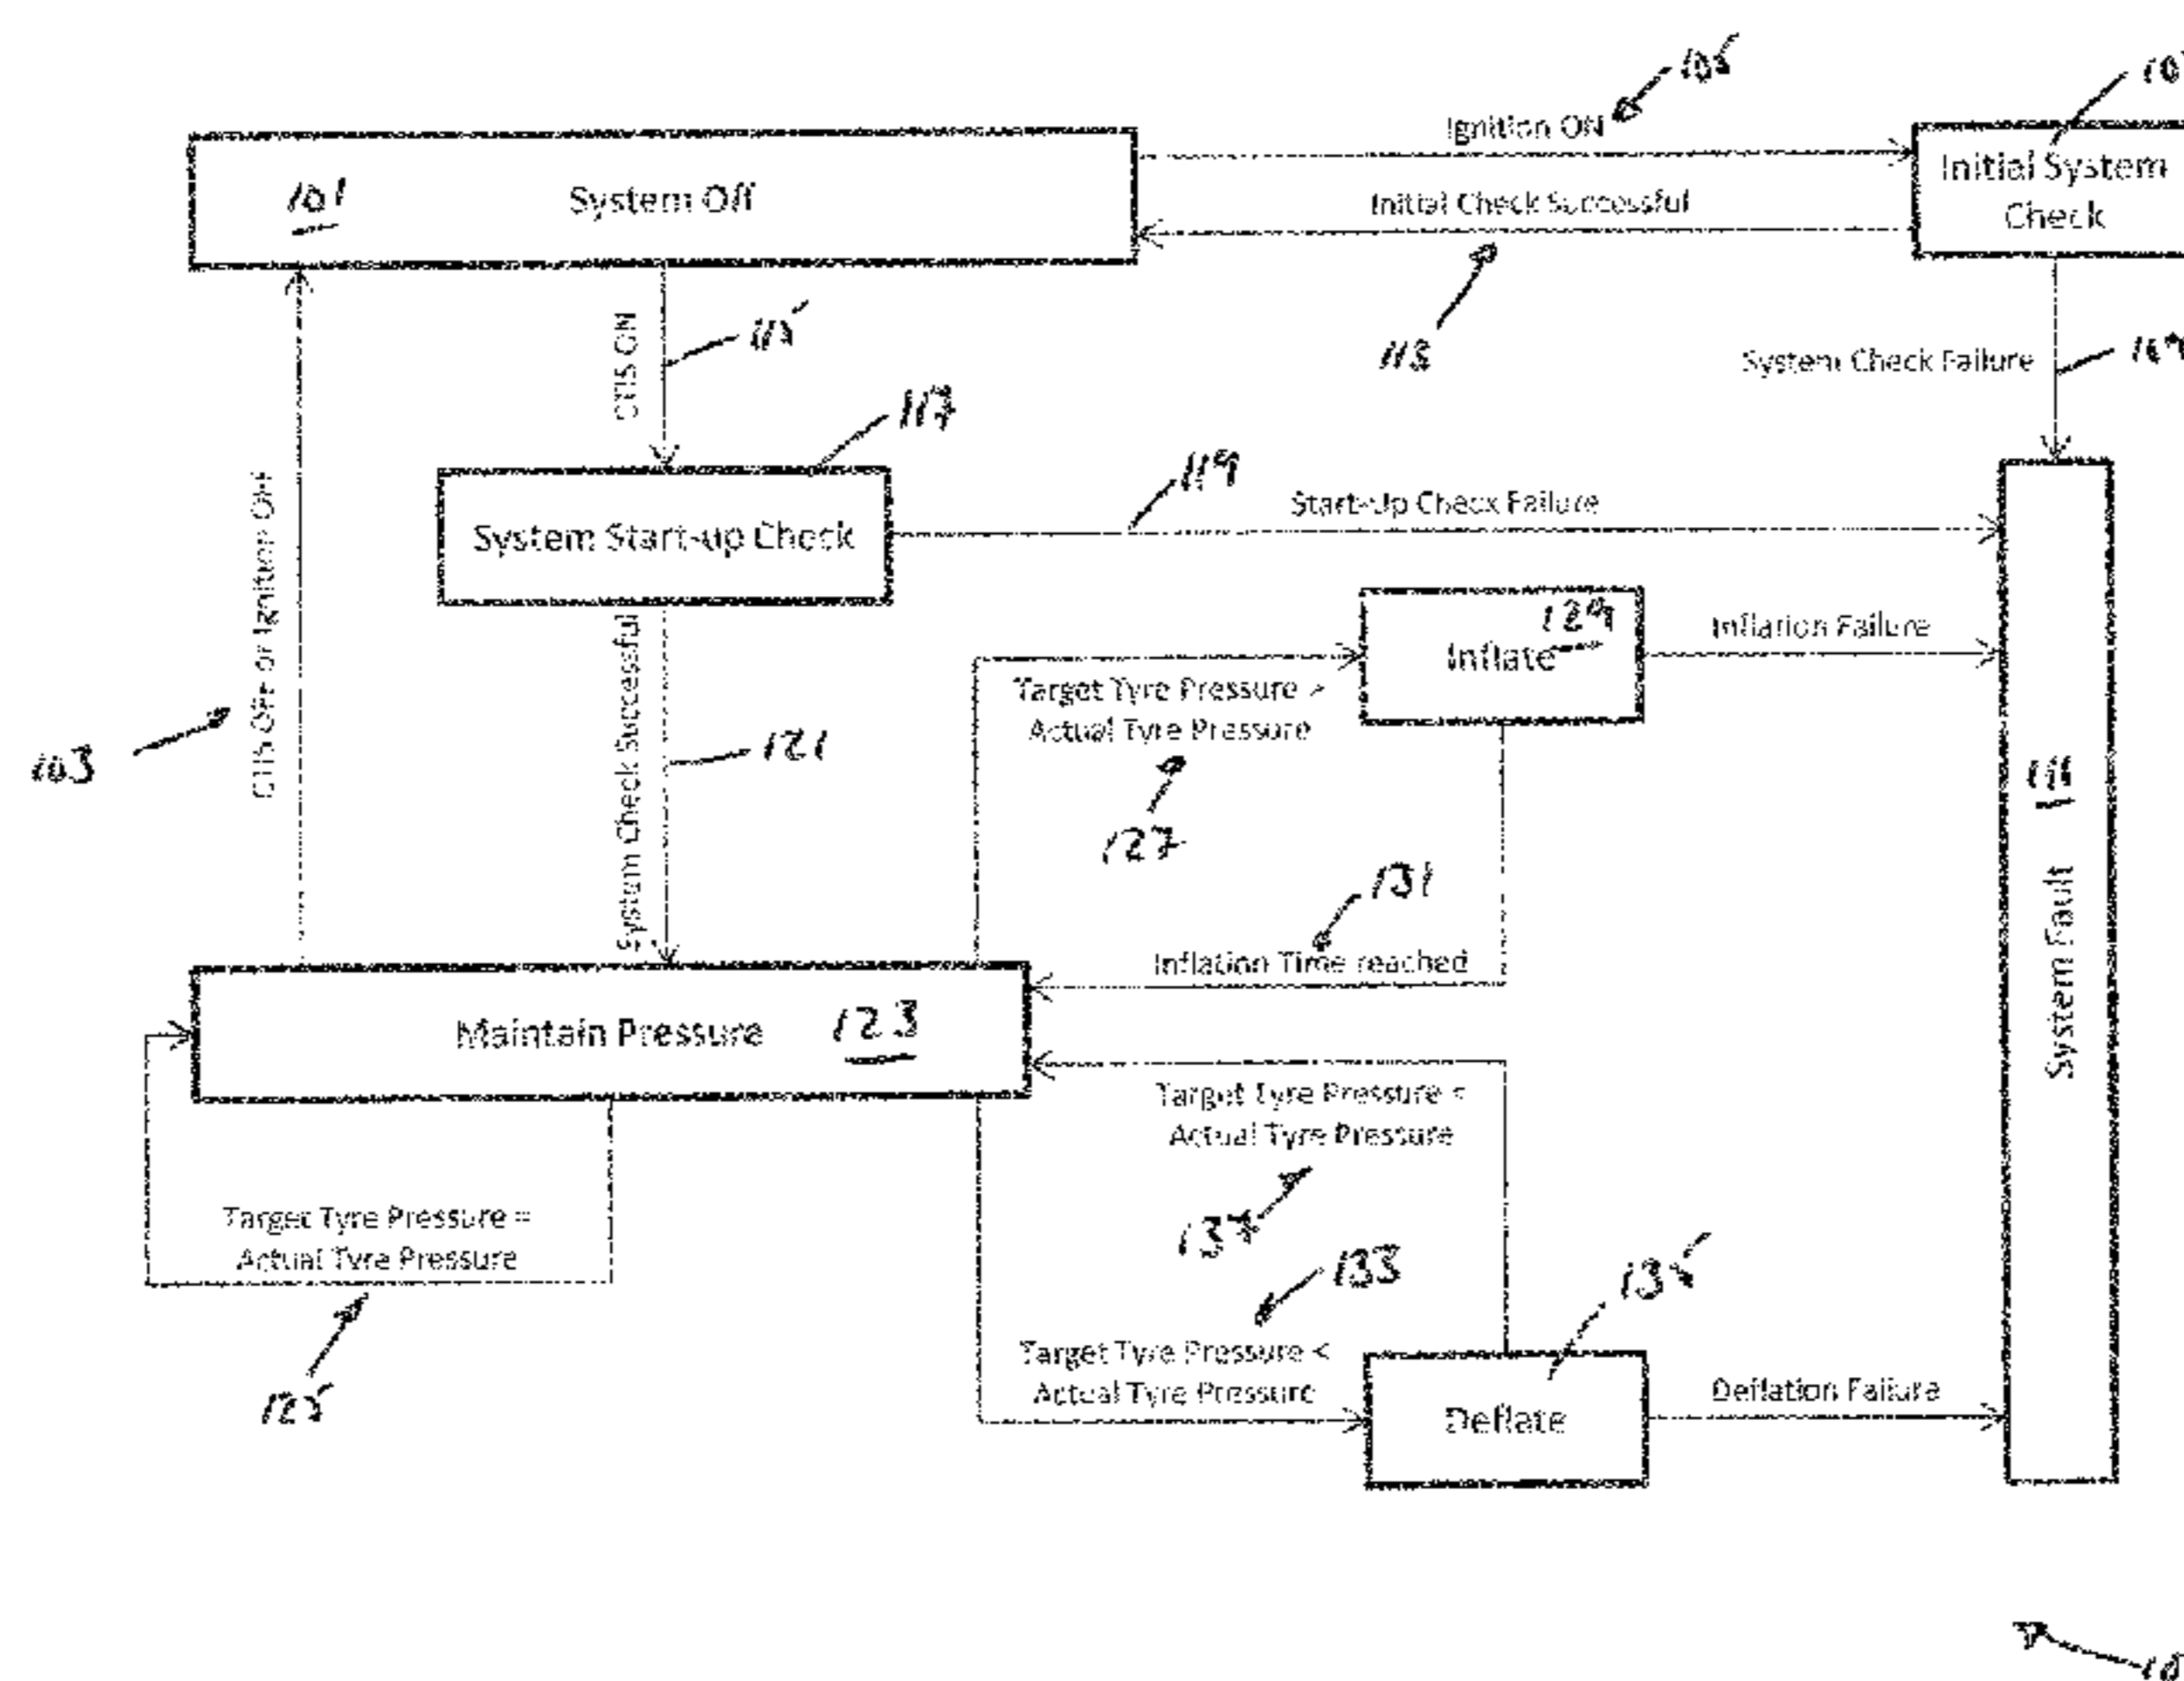 105
Ignition ON
101
System Off
Initial System
Check
Initial Check Successful
CTIS ON
115
113
System Check Failure
117
119
Start-Up Check Failure
System Start-up Check
CTIS OFF or Ignition OFF
103
System Check Successful
121
129
Inflate
Inflation Failure
Target Tyre Pressure >
Actual Tyre Pressure
127
111
System Fault
131
Inflation Time reached
Maintain Pressure
123
Target Tyre Pressure =
Actual Tyre Pressure
125
Target Tyre Pressure =
Actual Tyre Pressure
137
133
135
Target Tyre Pressure <
Actual Tyre Pressure
Deflate
Deflation Failure